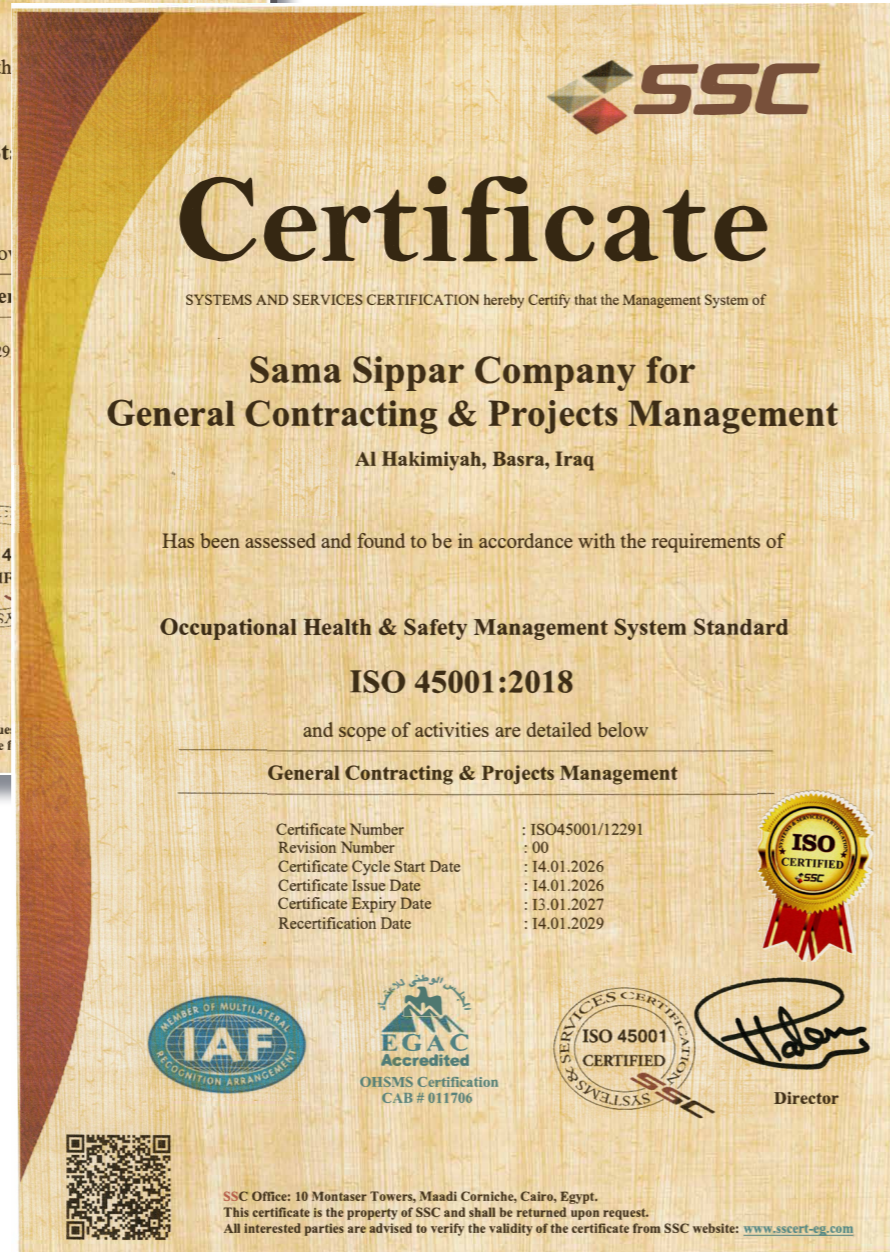 SSC
Certificate
SYSTEMS AND SERVICES CERTIFICATION hereby Certify that the Management System of
Sama Sippar Company for
General Contracting & Projects Management
Al Hakimiyah, Basra, Iraq
Has been assessed and found to be in accordance with the requirements of
Occupational Health & Safety Management System Standard
ISO 45001:2018
and scope of activities are detailed below
General Contracting & Projects Management
Certificate Number : ISO45001/12291
Revision Number : 00
Certificate Cycle Start Date : I4.01.2026
Certificate Issue Date : I4.01.2026
Certificate Expiry Date : I3.01.2027
Recertification Date : I4.01.2029
ISO
CERTIFIED
SSC
MEMBER OF MULTILATERAL
IAF
RECOGNITION ARRANGEMENT
المجلس الوطني للاعتماد
EGAC
Accredited
OHSMS Certification
CAB # 011706
SYSTEMS & SERVICES CERTIFICATION
ISO 45001
CERTIFIED
SSC
Director
SSC Office: 10 Montaser Towers, Maadi Corniche, Cairo, Egypt.
This certificate is the property of SSC and shall be returned upon request.
All interested parties are advised to verify the validity of the certificate from SSC website: www.sscert-eg.com